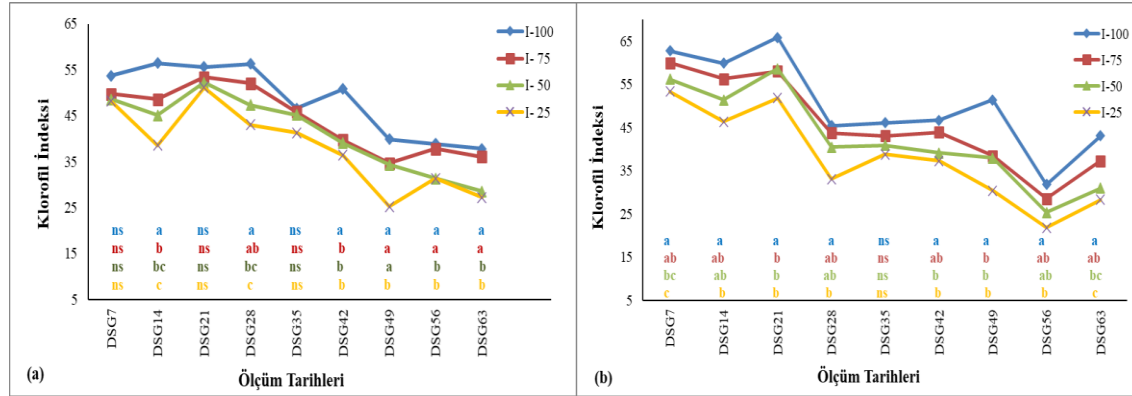 65
55
45
35
25
15
5
Klorofil İndeksi
I-100
I- 75
I- 50
I- 25
ns a ns a ns a a a a
ns b ns ab ns b a a a
ns bc ns bc ns b a b b
ns c ns c ns b b b b
DSG7 DSG14 DSG21 DSG28 DSG35 DSG42 DSG49 DSG56 DSG63
(a)
Ölçüm Tarihleri
65
55
45
35
25
15
5
Klorofil İndeksi
I-100
I-75
I-50
I-25
a a a a ns a a a a
ab ab b ab ns ab b ab ab
bc ab b ab ns b b ab bc
c b b b ns b b b c
DSG7 DSG14 DSG21 DSG28 DSG35 DSG42 DSG49 DSG56 DSG63
(b)
Ölçüm Tarihleri